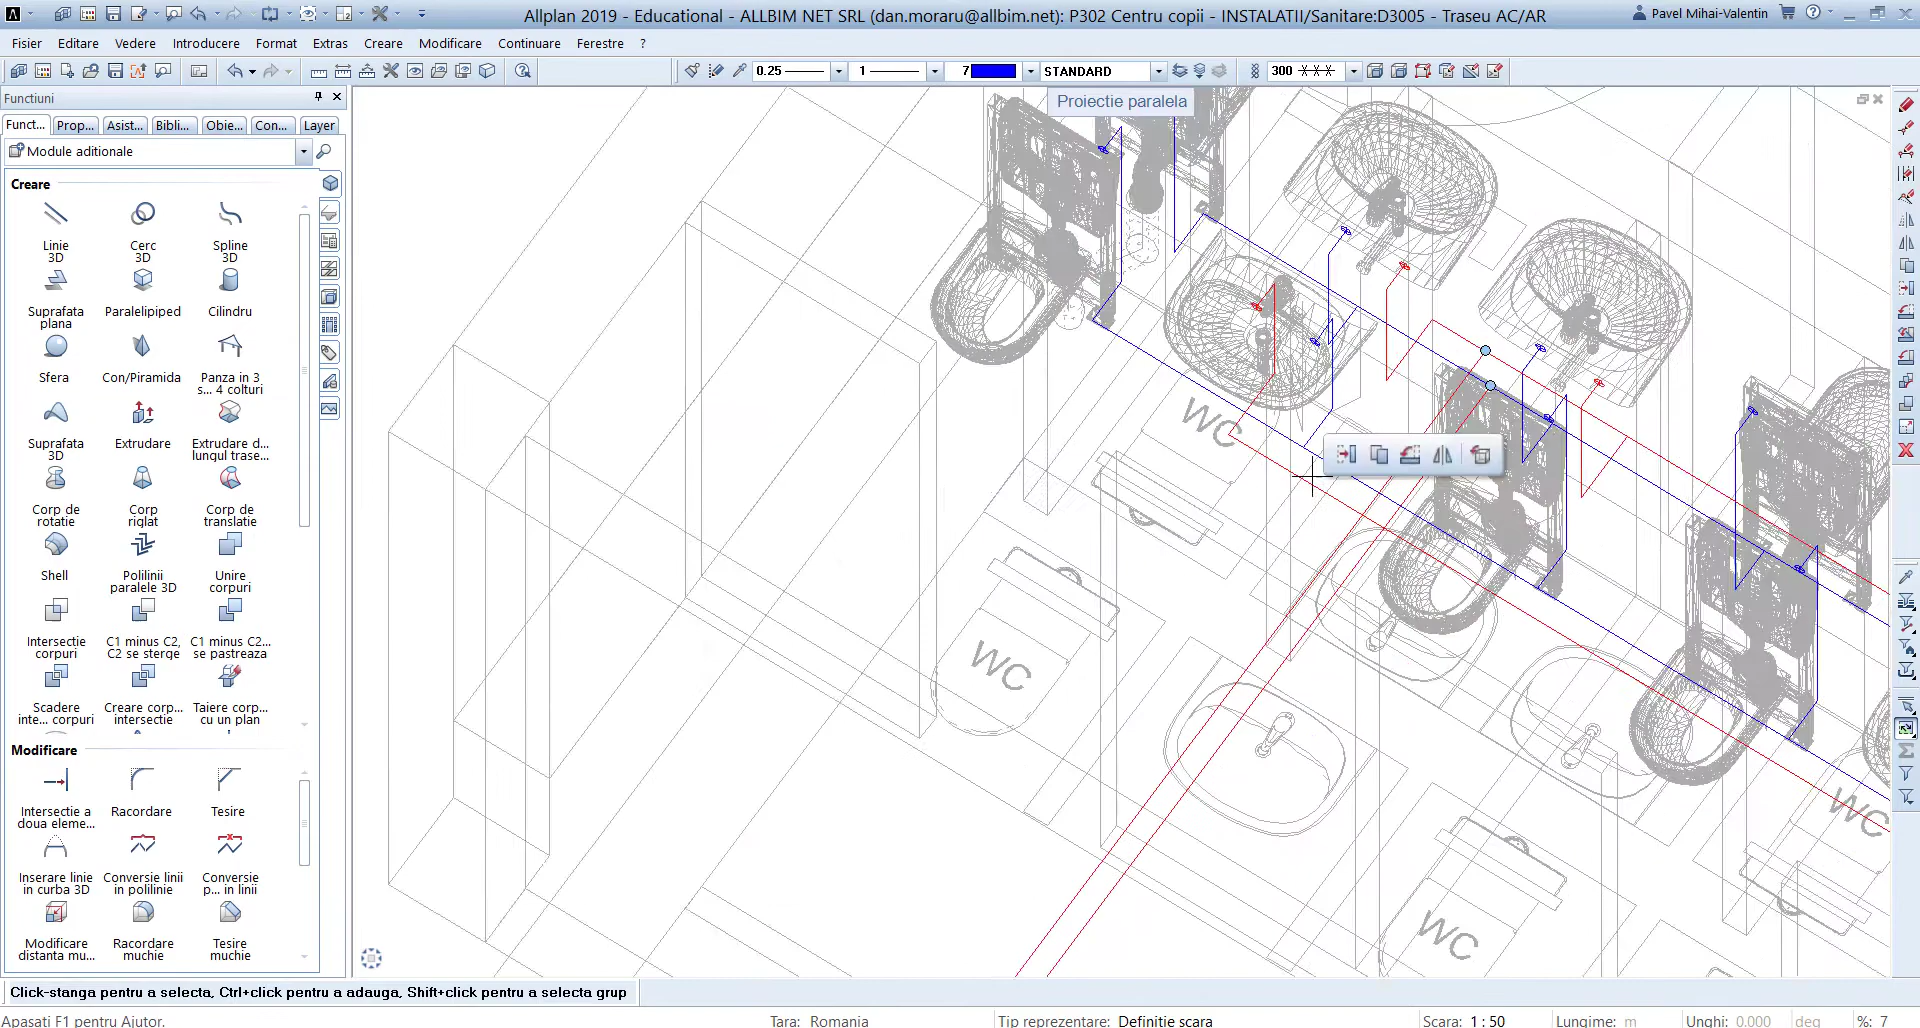 Allplan 2019 - Educational - ALLBIM NET SRL (dan.moraru@allbim.net): P302 Centru copii - INSTALATII/Sanitare:D3005 - Traseu AC/AR
Pavel Mihai-Valentin
Fisier Editare Vedere Introducere Format Extras Creare Modificare Continuare Ferestre ?
0.25 1 7 STANDARD 300
Functiuni
Proiectie paralela
Funct... Prop... Asist... Bibli... Obie... Con... Layer
Module aditionale
Creare
Linie 3D
Cerc 3D
Spline 3D
Suprafata plana
Paralelipiped
Cilindru
Sfera
Con/Piramida
Panza in 3 s... 4 colturi
Suprafata 3D
Extrudare
Extrudare d... lungul trase...
Corp de rotatie
Corp riglat
Corp de translatie
Shell
Polilinii paralele 3D
Unire corpuri
Intersectie corpuri
C1 minus C2, C2 se sterge
C1 minus C2... se pastreaza
Scadere inte... corpuri
Creare corp... intersectie
Taiere corp... cu un plan
Modificare
Intersectie a doua eleme...
Racordare
Tesire
Inserare linie in curba 3D
Conversie linii in polilinie
Conversie p... in linii
Modificare distanta mu...
Racordare muchie
Tesire muchie
WC
WC
WC
WC
Click-stanga pentru a selecta, Ctrl+click pentru a adauga, Shift+click pentru a selecta grup
Apasati F1 pentru Ajutor.
Tara: Romania
Tip reprezentare: Definitie scara
Scara: 1 : 50
Lungime: m
Unghi: 0.000 deg
%: 7